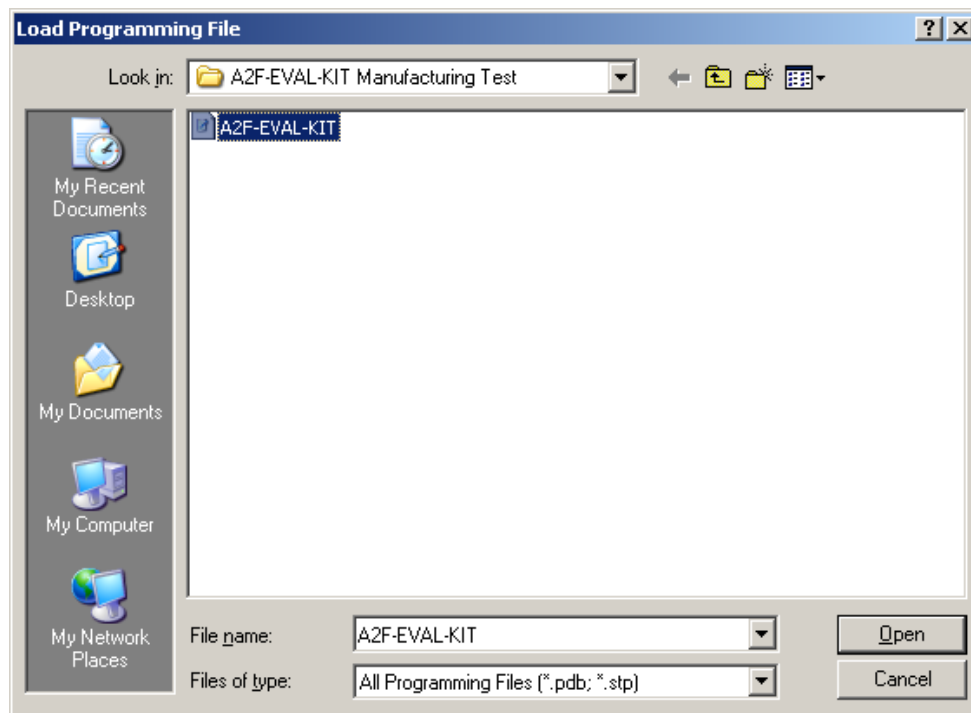 Load Programming File
Look in: A2F-EVAL-KIT Manufacturing Test
A2F-EVAL-KIT
My Recent
Documents
Desktop
My Documents
My Computer
My Network
Places
File name: A2F-EVAL-KIT Open
Files of type: All Programming Files (*.pdb; *.stp) Cancel